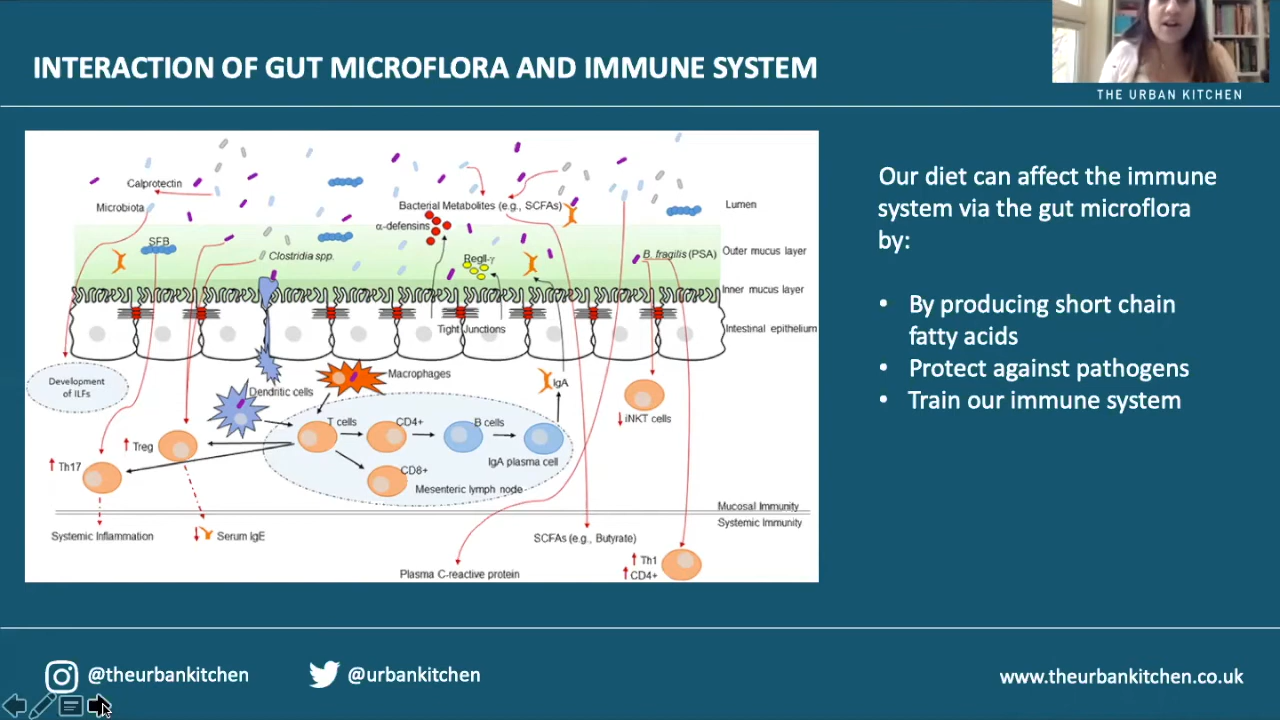 INTERACTION OF GUT MICROFLORA AND IMMUNE SYSTEM
THE URBAN KITCHEN
Calprotectin
Microbiota
Bacterial Metabolites (e.g., SCFAs)
Lumen
α-defensins
SFB
Clostridia spp.
RegII-γ
B. fragilis (PSA)
Outer mucus layer
Inner mucus layer
Tight Junctions
Intestinal epithelium
Development
of ILFs
Dendritic cells
Macrophages
IgA
iNKT cells
T cells
CD4+
B cells
IgA plasma cell
CD8+
Mesenteric lymph node
Treg
Th17
Mucosal Immunity
Systemic Immunity
Systemic Inflammation
Serum IgE
SCFAs (e.g., Butyrate)
Plasma C-reactive protein
Th1
CD4+
Our diet can affect the immune
system via the gut microflora
by:
• By producing short chain
fatty acids
• Protect against pathogens
• Train our immune system
@theurbankitchen
@urbankitchen
www.theurbankitchen.co.uk